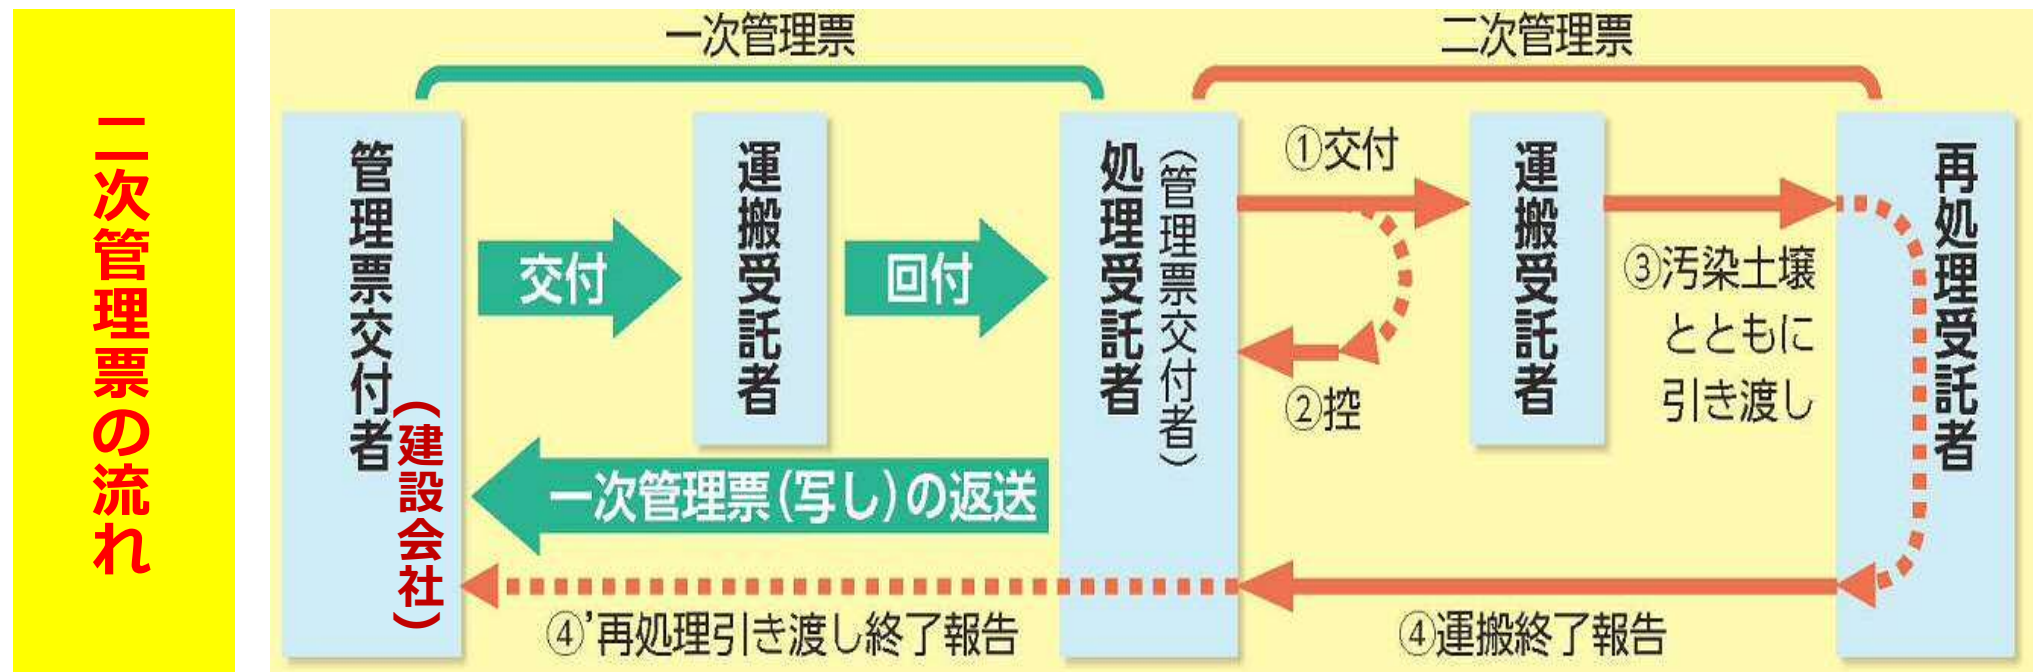 二次管理票の流れ
一次管理票
二次管理票
管理票交付者
(建設会社)
交付
運搬受託者
回付
処理受託者
(管理票交付者)
①交付
②控
運搬受託者
③汚染土壌
とともに
引き渡し
再処理受託者
一次管理票(写し)の返送
④'再処理引き渡し終了報告
④運搬終了報告